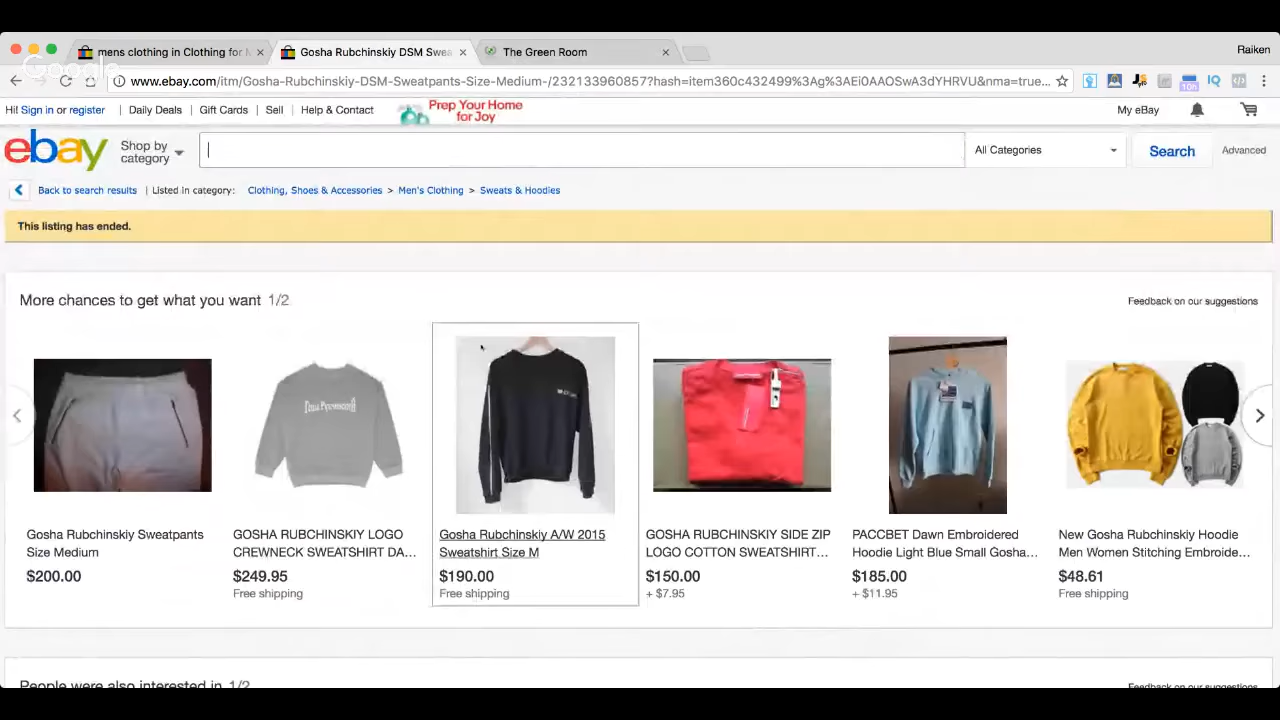 mens clothing in Clothing for M
Gosha Rubchinskiy DSM Swea
The Green Room
Raiken
Google
www.ebay.com/itm/Gosha-Rubchinskiy-DSM-Sweatpants-Size-Medium-/232133960857?hash=item360c432499%3Ag%3AEi0AAOSwA3dYHRVU&nma=true...
10h
IQ
Hi! Sign in or register
Daily Deals
Gift Cards
Sell
Help & Contact
Prep Your Home
for Joy
My eBay
ebay
Shop by
category
All Categories
Search
Advanced
Back to search results
Listed in category:
Clothing, Shoes & Accessories > Men's Clothing > Sweats & Hoodies
This listing has ended.
More chances to get what you want 1/2
Feedback on our suggestions
Gosha Rubchinskiy Sweatpants
Size Medium
$200.00
GOSHA RUBCHINSKIY LOGO
CREWNECK SWEATSHIRT DA...
$249.95
Free shipping
Gosha Rubchinskiy A/W 2015
Sweatshirt Size M
$190.00
Free shipping
GOSHA RUBCHINSKIY SIDE ZIP
LOGO COTTON SWEATSHIRT...
$150.00
+ $7.95
PACCBET Dawn Embroidered
Hoodie Light Blue Small Gosha...
$185.00
+ $11.95
New Gosha Rubchinskiy Hoodie
Men Women Stitching Embroide...
$48.61
Free shipping
People were also interested in 1/2
Feedback on our suggestions